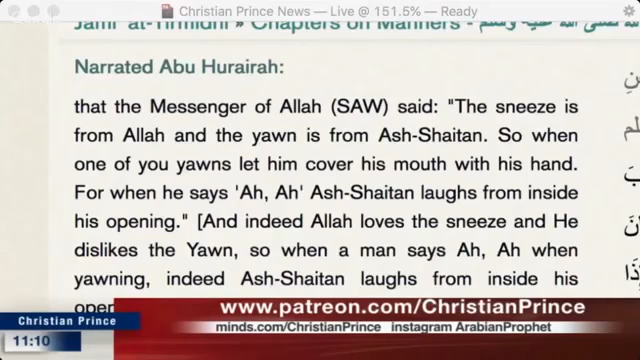 Christian Prince News — Live @ 151.5% — Ready
Jami' at-Tirmidhi » Chapters on Manners -
Narrated Abu Hurairah:
that the Messenger of Allah (SAW) said: "The sneeze is
from Allah and the yawn is from Ash-Shaitan. So when
one of you yawns let him cover his mouth with his hand.
For when he says 'Ah, Ah' Ash-Shaitan laughs from inside
his opening." [And indeed Allah loves the sneeze and He
dislikes the Yawn, so when a man says Ah, Ah when
yawning, indeed Ash-Shaitan laughs from inside his
www.patreon.com/ChristianPrince
Christian Prince
minds.com/ChristianPrince instagram ArabianProphet
11:10